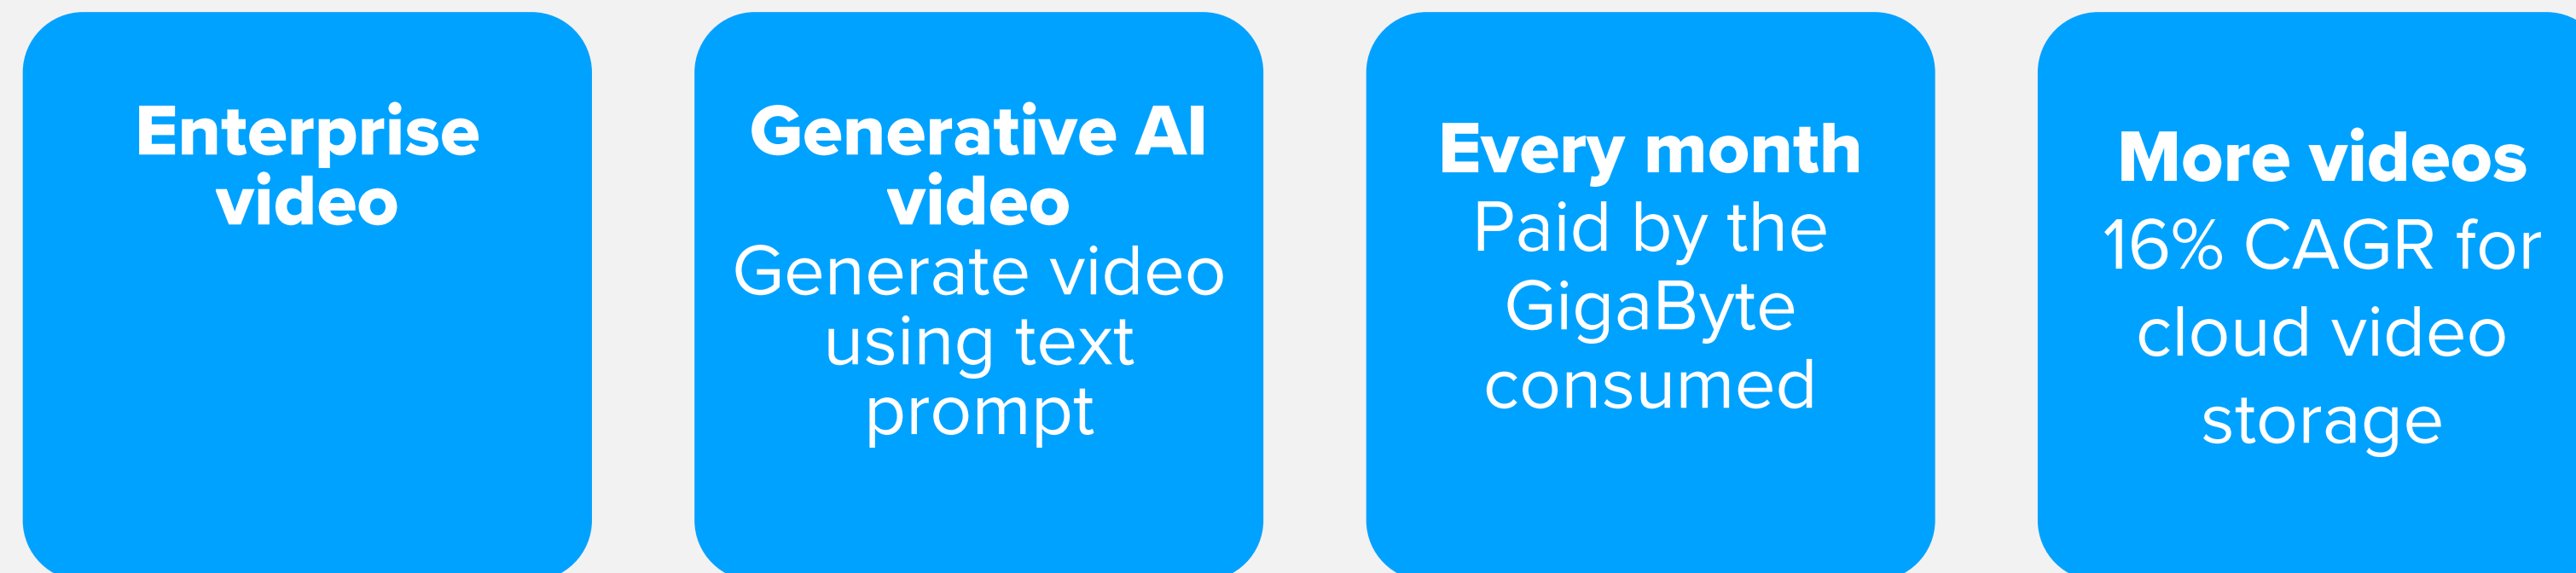 Enterprise
video
Generative AI
video
Generate video
using text
prompt
Every month
Paid by the
GigaByte
consumed
More videos
16% CAGR for
cloud video
storage